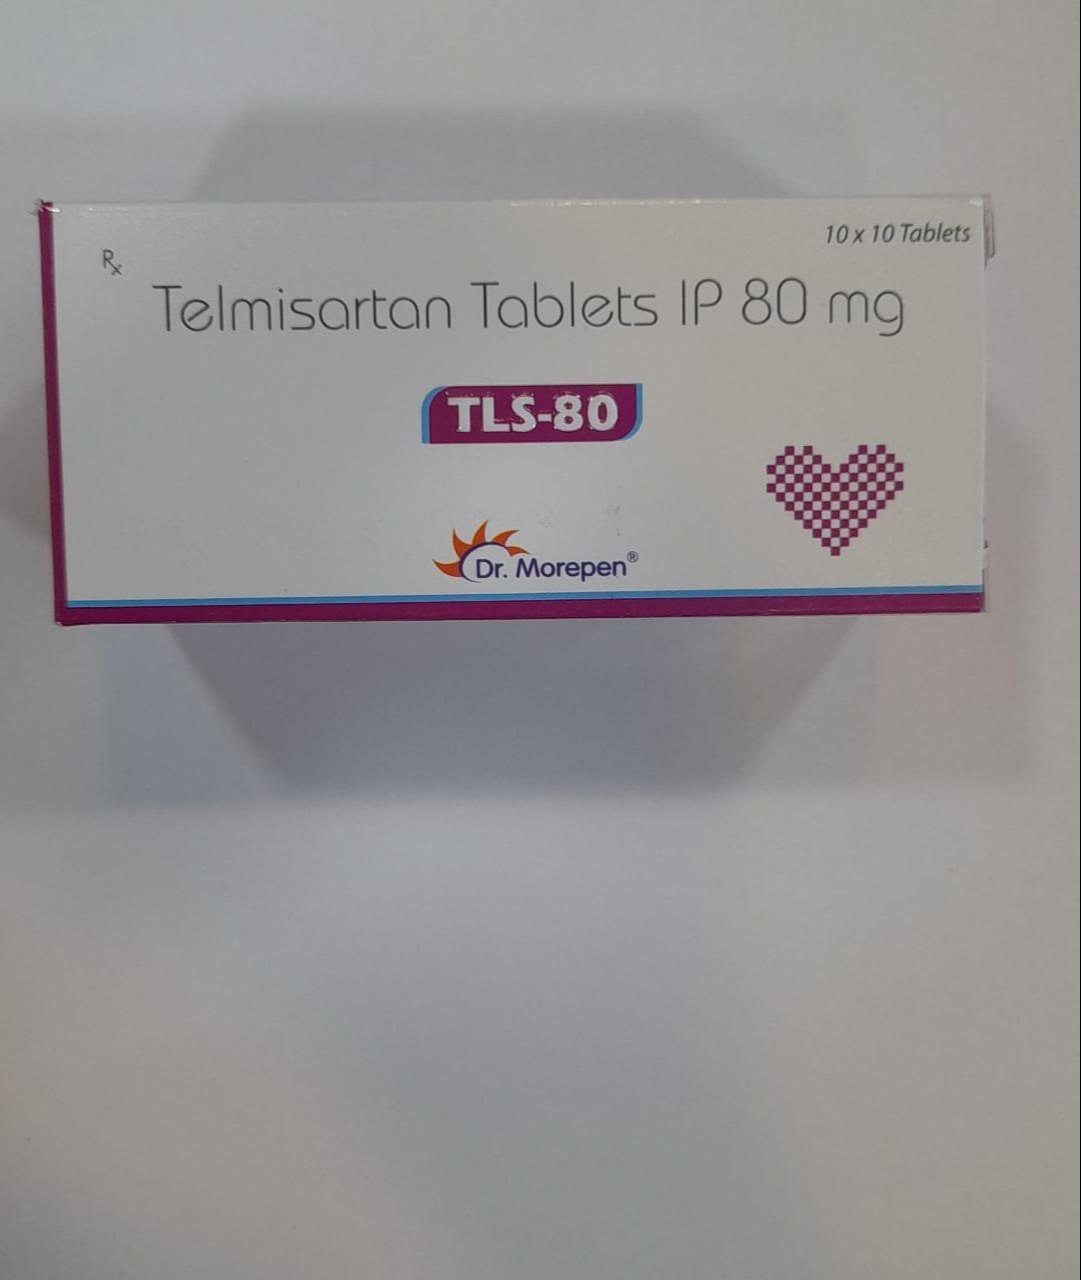 10 x 10 Tablets
Rx
Telmisartan Tablets IP 80 mg
TLS-80
Dr. Morepen®